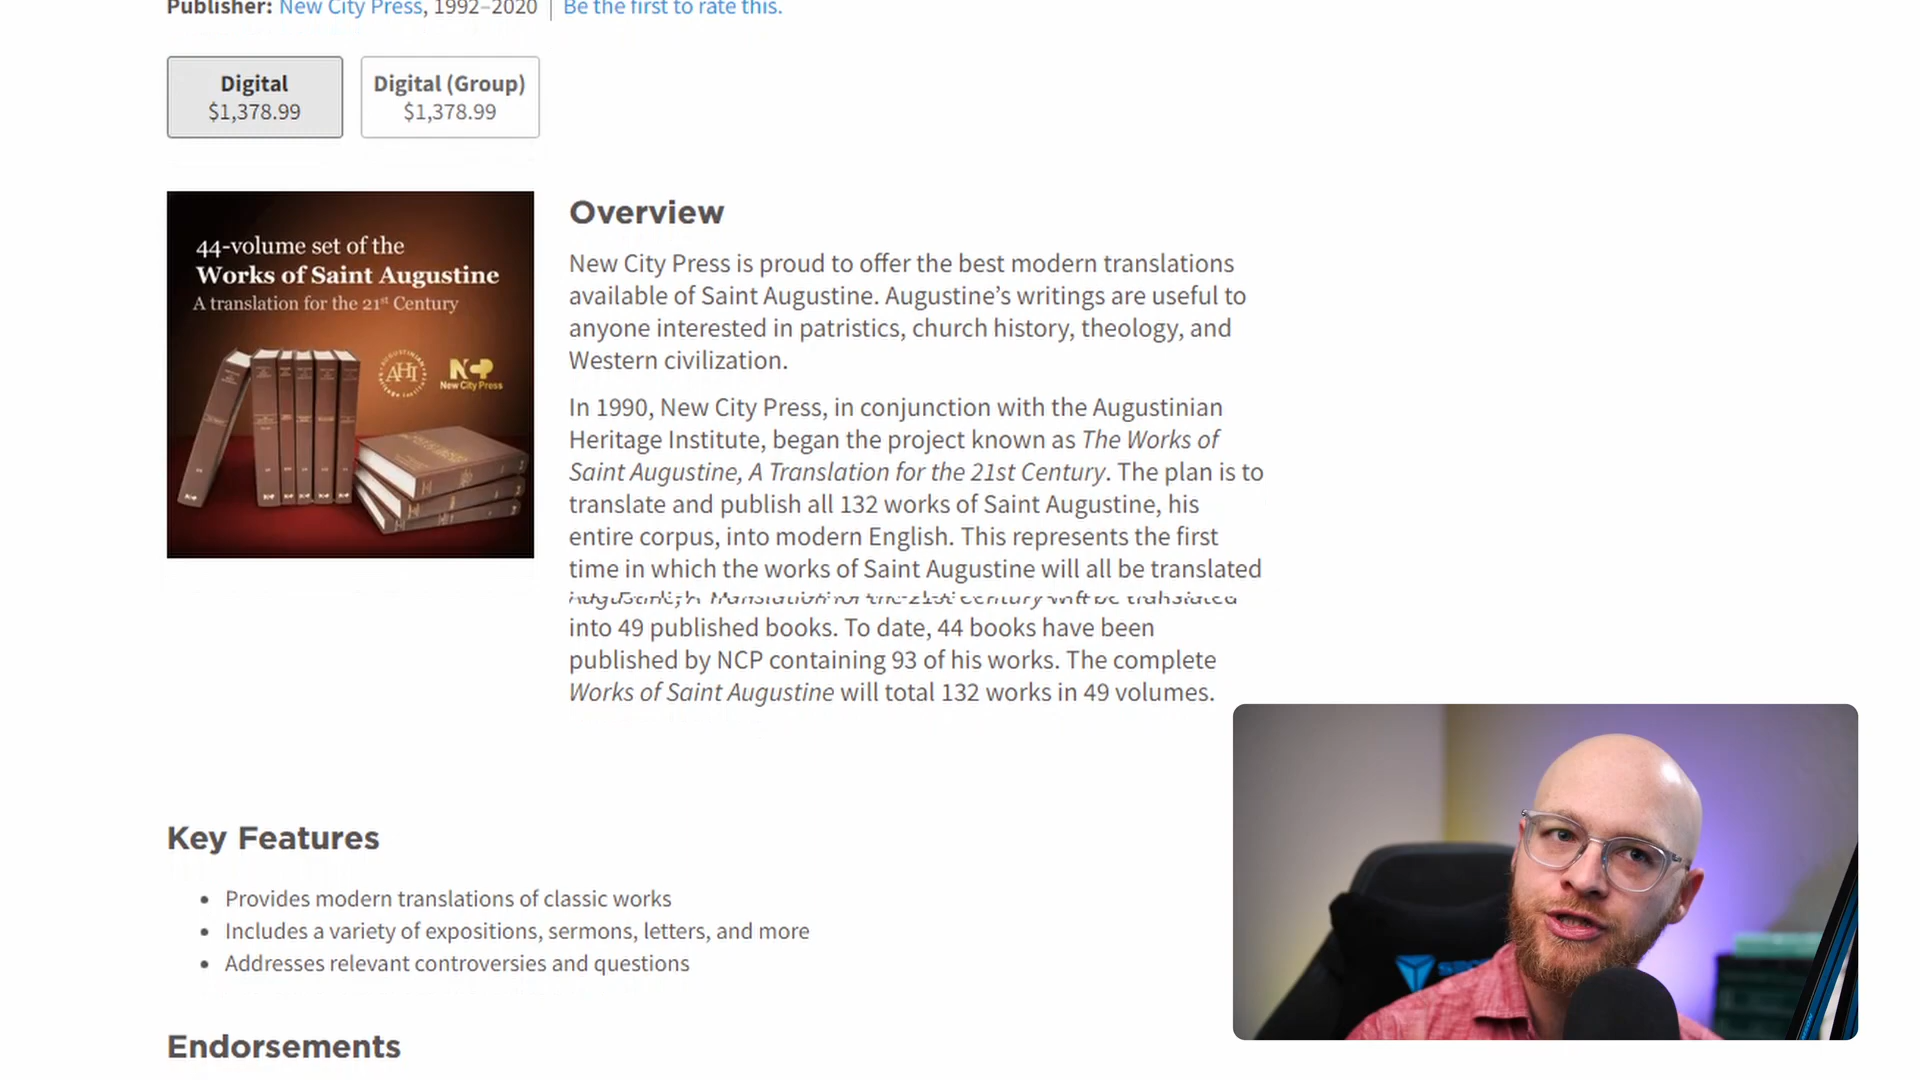 Publisher: New City Press, 1992–2020 | Be the first to rate this.
Digital
$1,378.99
Digital (Group)
$1,378.99
44-volume set of the
Works of Saint Augustine
A translation for the 21st Century
AHI
NCP
New City Press
Overview
New City Press is proud to offer the best modern translations
available of Saint Augustine. Augustine’s writings are useful to
anyone interested in patristics, church history, theology, and
Western civilization.
In 1990, New City Press, in conjunction with the Augustinian
Heritage Institute, began the project known as The Works of
Saint Augustine, A Translation for the 21st Century. The plan is to
translate and publish all 132 works of Saint Augustine, his
entire corpus, into modern English. This represents the first
time in which the works of Saint Augustine will all be translated
into 49 published books. To date, 44 books have been
published by NCP containing 93 of his works. The complete
Works of Saint Augustine will total 132 works in 49 volumes.
Key Features
• Provides modern translations of classic works
• Includes a variety of expositions, sermons, letters, and more
• Addresses relevant controversies and questions
Endorsements